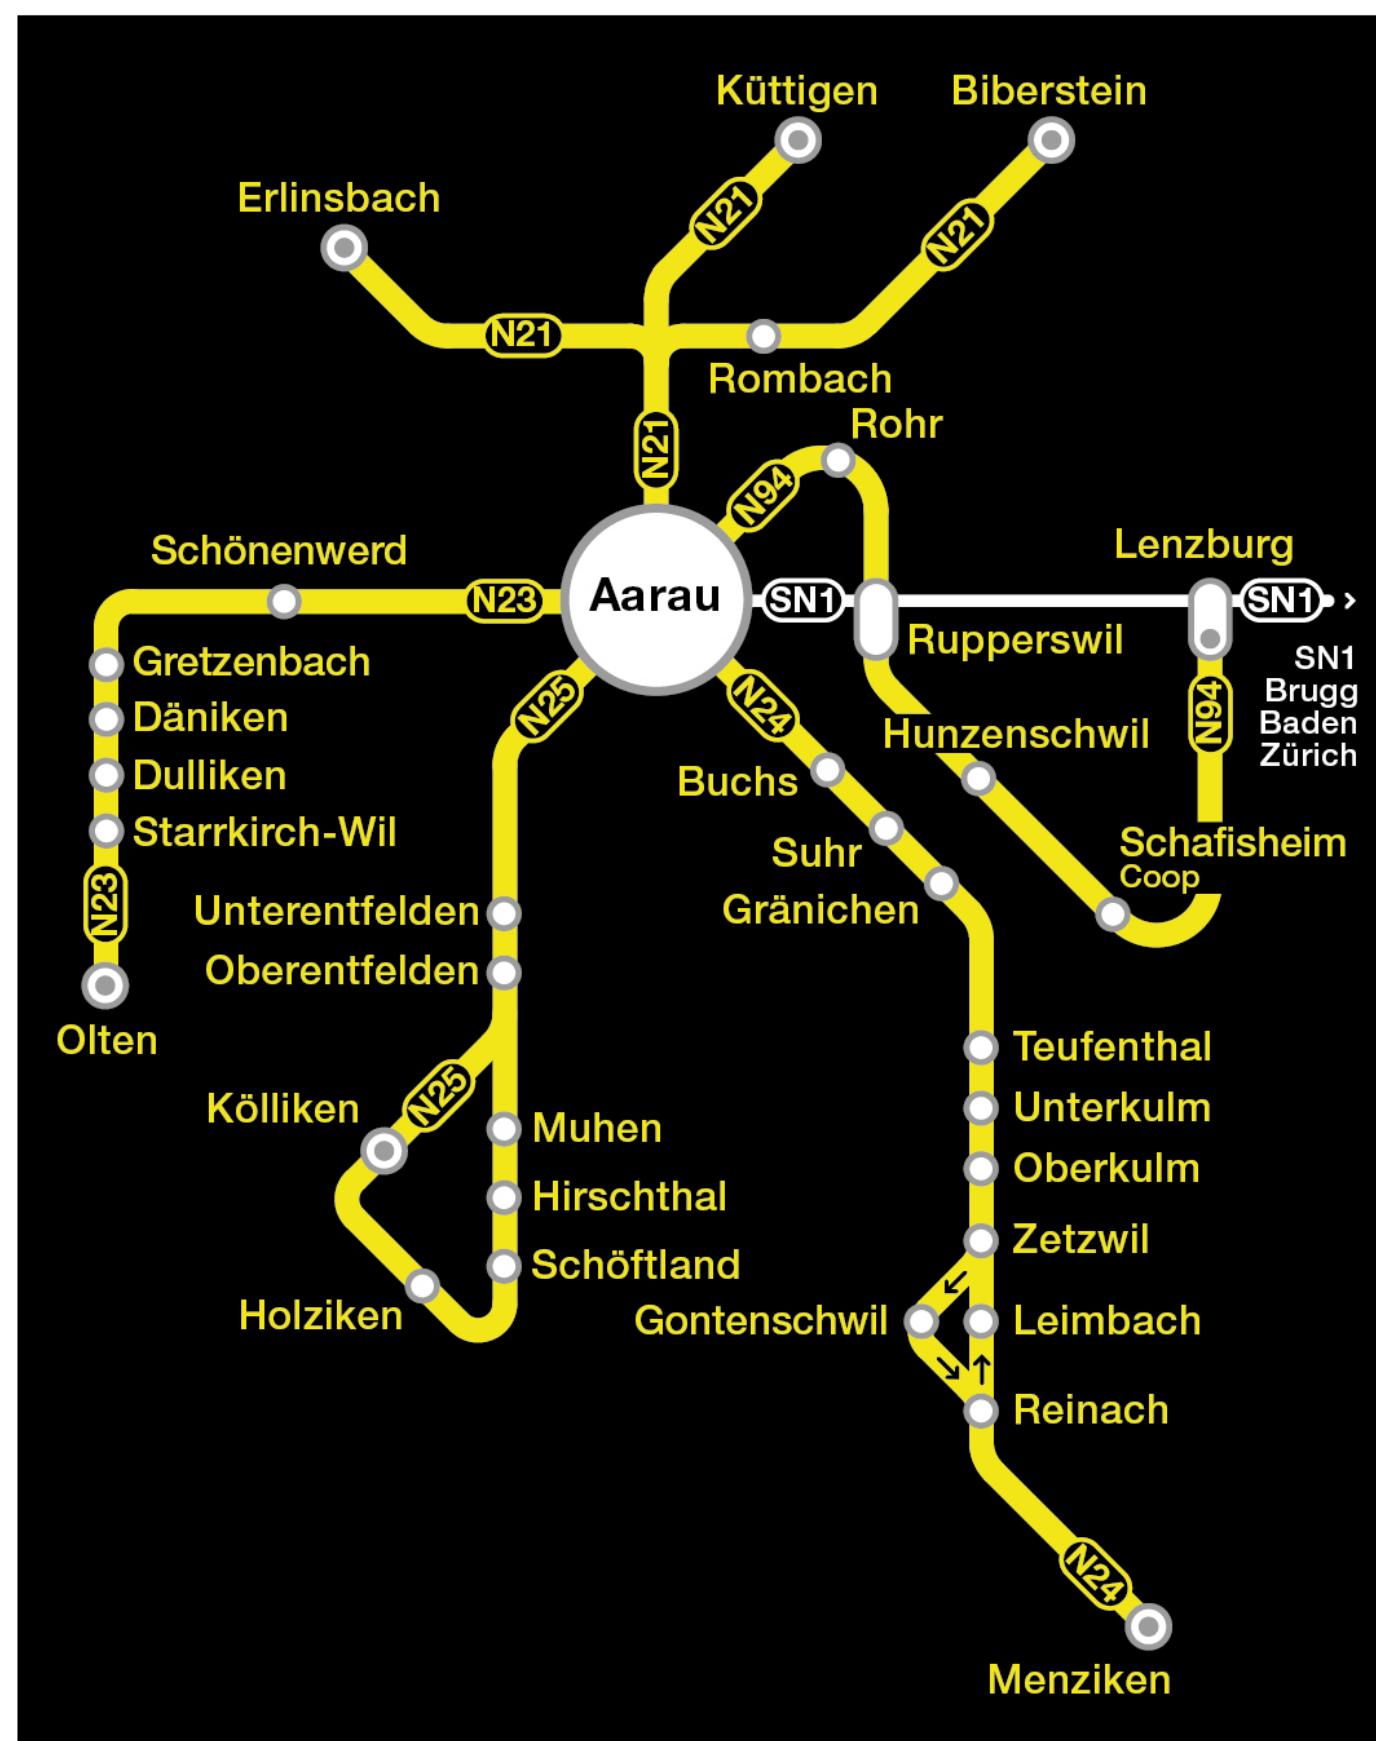 Küttigen
Biberstein
Erlinsbach
N21
N21
N21
Rombach
Rohr
N21
N94
Schönenwerd
Lenzburg
N23
Aarau
SN1
SN1
Rupperswil
Gretzenbach
SN1
Brugg
Baden
Zürich
N25
N24
N94
Däniken
Hunzenschwil
Dulliken
Buchs
Starrkirch-Wil
Suhr
Schafisheim
Coop
N23
Unterentfelden
Gränichen
Oberentfelden
Olten
Teufenthal
N25
Kölliken
Unterkulm
Muhen
Oberkulm
Hirschthal
Zetzwil
Schöftland
Holziken
Gontenschwil
Leimbach
Reinach
N24
Menziken